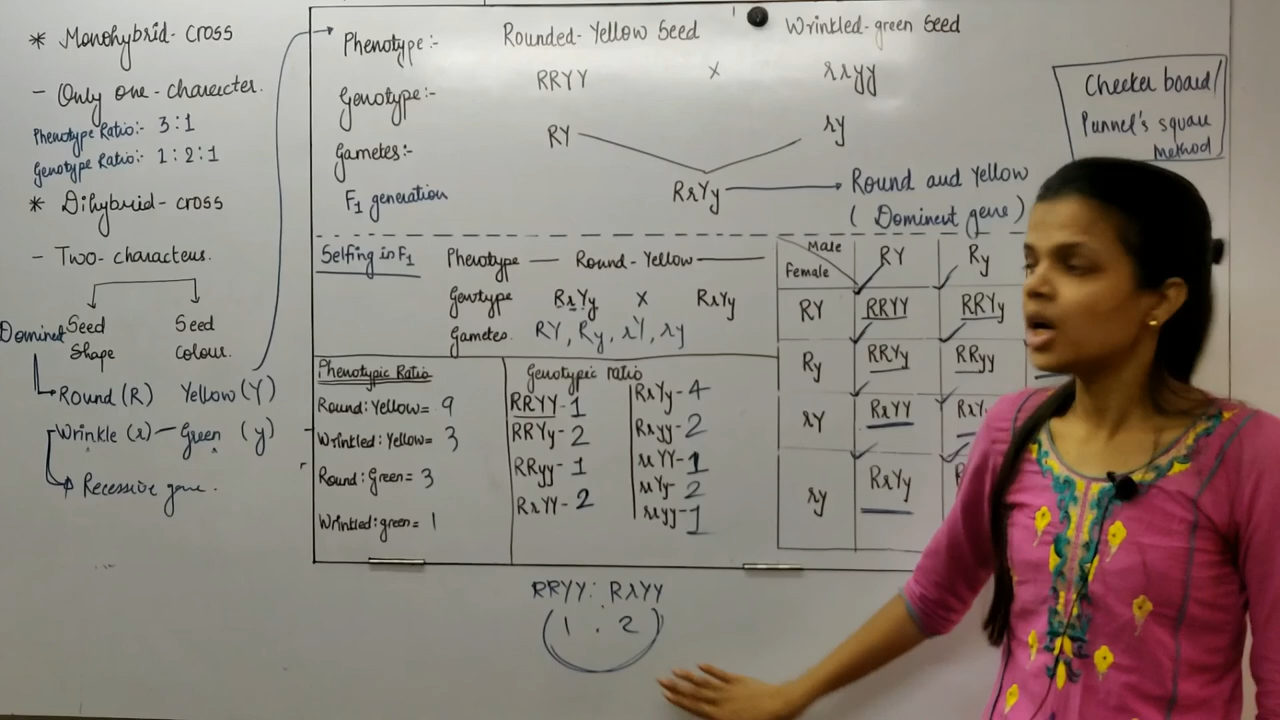 * Monohybrid- cross
- Only one- charecter.
Phenotype Ratio:- 3:1
Genotype Ratio:- 1:2:1
* Dihybrid- cross
- Two- characters.
Seed Shape
Seed Colour.
Round (R) Yellow (Y)
Wrinkle (r) - Green (y)
Recessive gene.
Phenotype:- Rounded-Yellow Seed Wrinkled-green Seed
Genotype:- RRYY x rryy
Gametes:- RY ry
F1 generation RrYy Round and Yellow
(Dominent gene)
Checker board/
Punnel's square
Method
Selfing in F1 Phenotype — Round-Yellow
Genotype RrYy x RrYy
Gametes RY, Ry, rY, ry
Phenotypic Ratio
Round:Yellow= 9
Wrinkled:Yellow= 3
Round:Green= 3
Wrinkled:green= 1
Genotypic ratio
RRYY-1
RRYy-2
RRyy-1
RrYY-2
RrYy-4
Rryy-2
rrYY-1
rrYy-2
rryy-1
Male
Female
RY Ry
RY RRYY RRYy
Ry RRYy RRyy
rY RrYY
ry RrYy
RRYY: RrYY
1 : 2